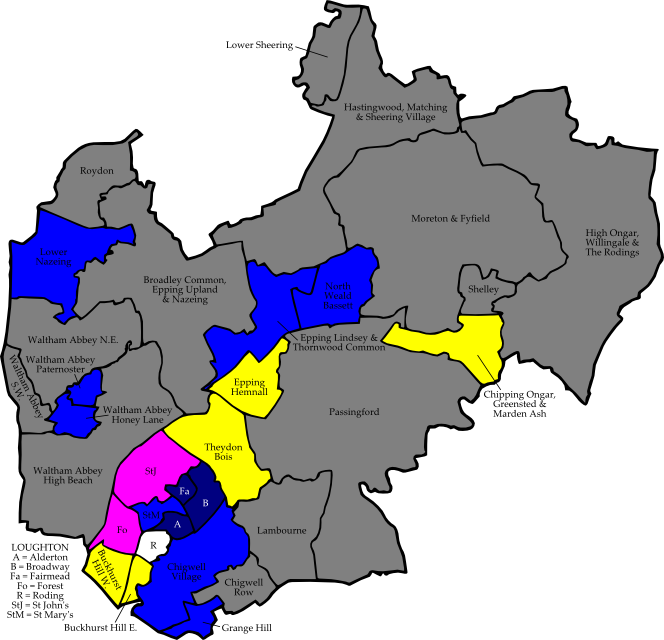 Lower Sheering
Hastingwood, Matching
& Sheering Village
Roydon
Moreton & Fyfield
High Ongar,
Willingale &
The Rodings
Lower
Nazeing
Broadley Common,
Epping Upland
& Nazeing
North
Weald
Bassett
Shelley
Waltham Abbey N.E.
Epping Lindsey &
Thornwood Common
Waltham Abbey
Paternoster
Waltham Abbey
S.W.
Epping
Hemnall
Chipping Ongar,
Greensted &
Marden Ash
Waltham Abbey
Honey Lane
Passingford
Theydon
Bois
Waltham Abbey
High Beach
StJ
Fa
B
StM
A
Fo
R
Lambourne
LOUGHTON
A = Alderton
B = Broadway
Fa = Fairmead
Fo = Forest
R = Roding
StJ = St John's
StM = St Mary's
Buckhurst
Hill W.
Chigwell
Village
Chigwell
Row
Buckhurst Hill E.
Grange Hill